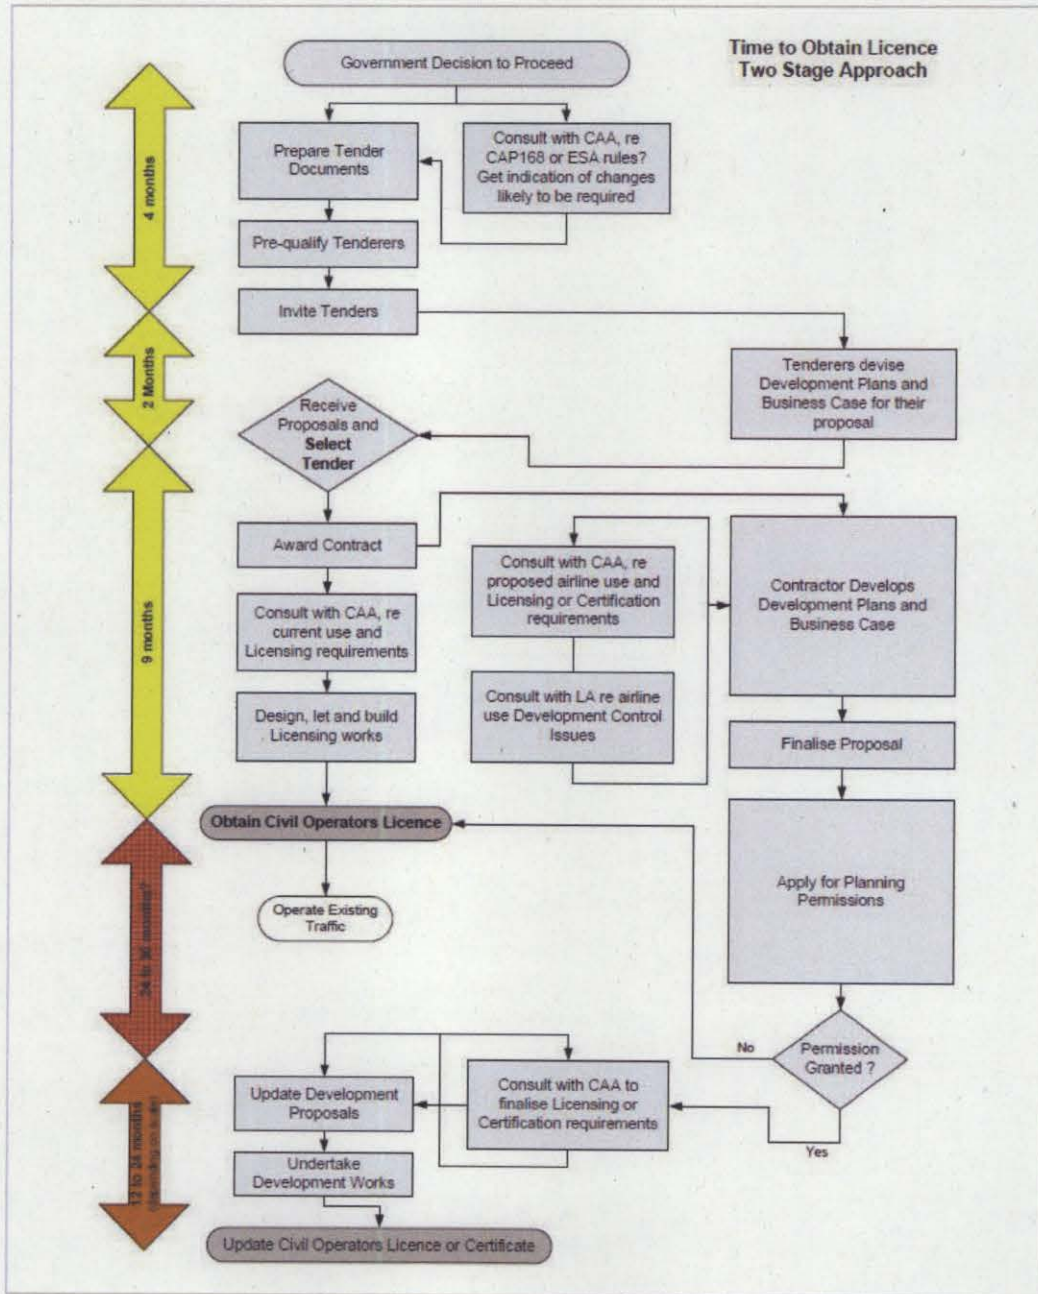 Time to Obtain Licence
Two Stage Approach
Government Decision to Proceed
4 months
Prepare Tender
Documents
Consult with CAA, re
CAP168 or ESA rules?
Get indication of changes
likely to be required
Pre-qualify Tenderers
Invite Tenders
2 Months
Tenderers devise
Development Plans and
Business Case for their
proposal
Receive
Proposals and
Select
Tender
9 months
Award Contract
Consult with CAA, re
proposed airline use and
Licensing or Certification
requirements
Contractor Develops
Development Plans and
Business Case
Consult with CAA, re
current use and
Licensing requirements
Consult with LA re airline
use Development Control
Issues
Design, let and build
Licensing works
Finalise Proposal
Obtain Civil Operators Licence
Apply for Planning
Permissions
Operate Existing
Traffic
months?
No
Permission
Granted ?
Yes
12 to 24 months
Update Development
Proposals
Consult with CAA to
finalise Licensing or
Certification requirements
Undertake
Development Works
Update Civil Operators Licence or Certificate